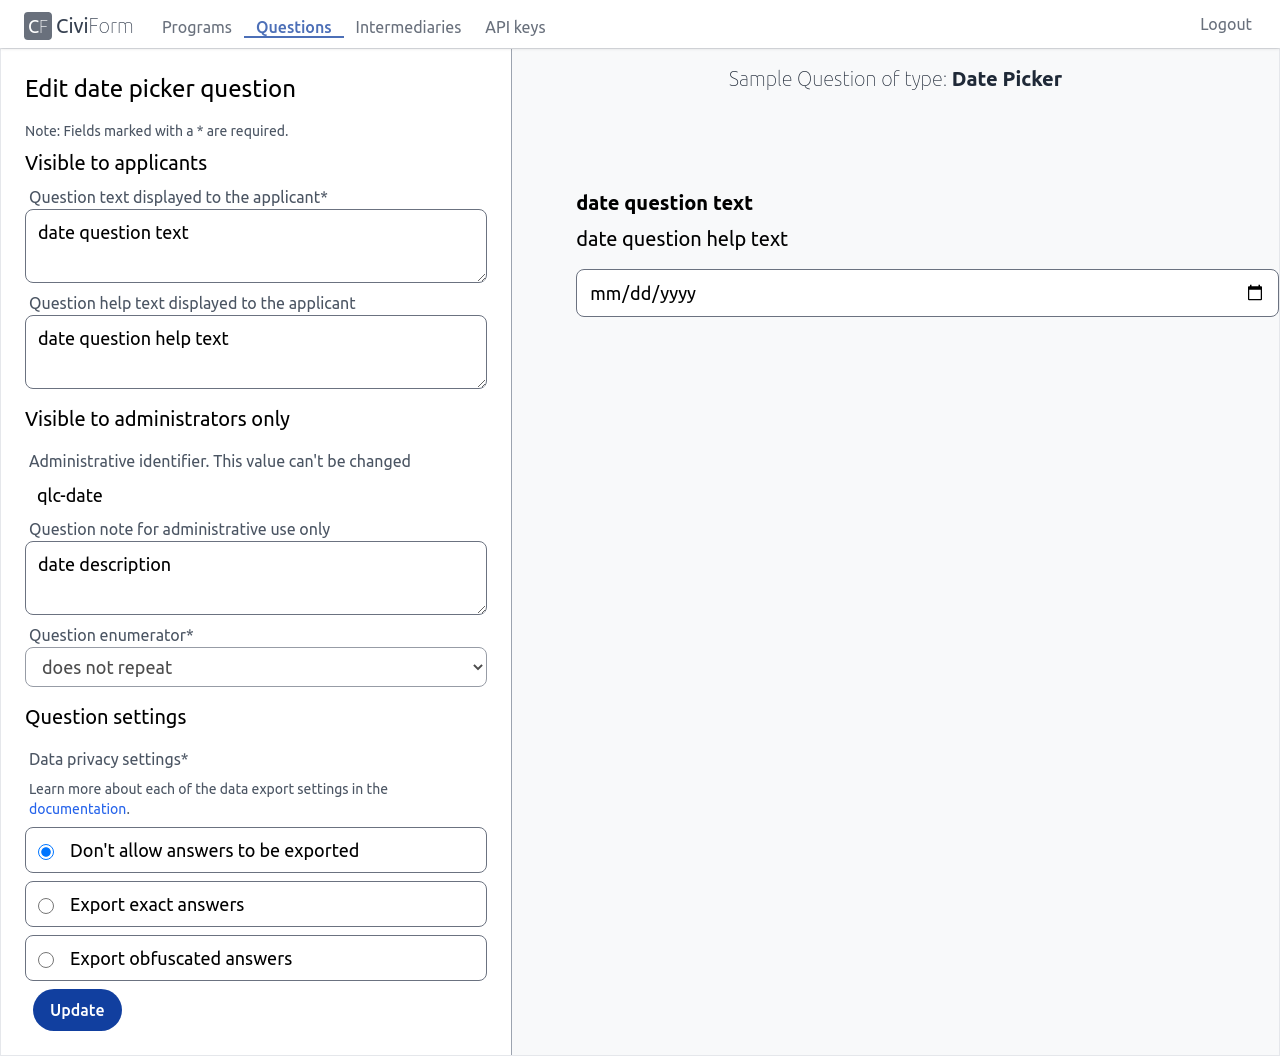 CF CiviForm Programs Questions Intermediaries API keys Logout
Edit date picker question
Note: Fields marked with a * are required.
Visible to applicants
Question text displayed to the applicant*
date question text
Question help text displayed to the applicant
date question help text
Visible to administrators only
Administrative identifier. This value can't be changed
qlc-date
Question note for administrative use only
date description
Question enumerator*
does not repeat
Question settings
Data privacy settings*
Learn more about each of the data export settings in the
documentation.
Don't allow answers to be exported
Export exact answers
Export obfuscated answers
Update
Sample Question of type: Date Picker
date question text
date question help text
mm/dd/yyyy